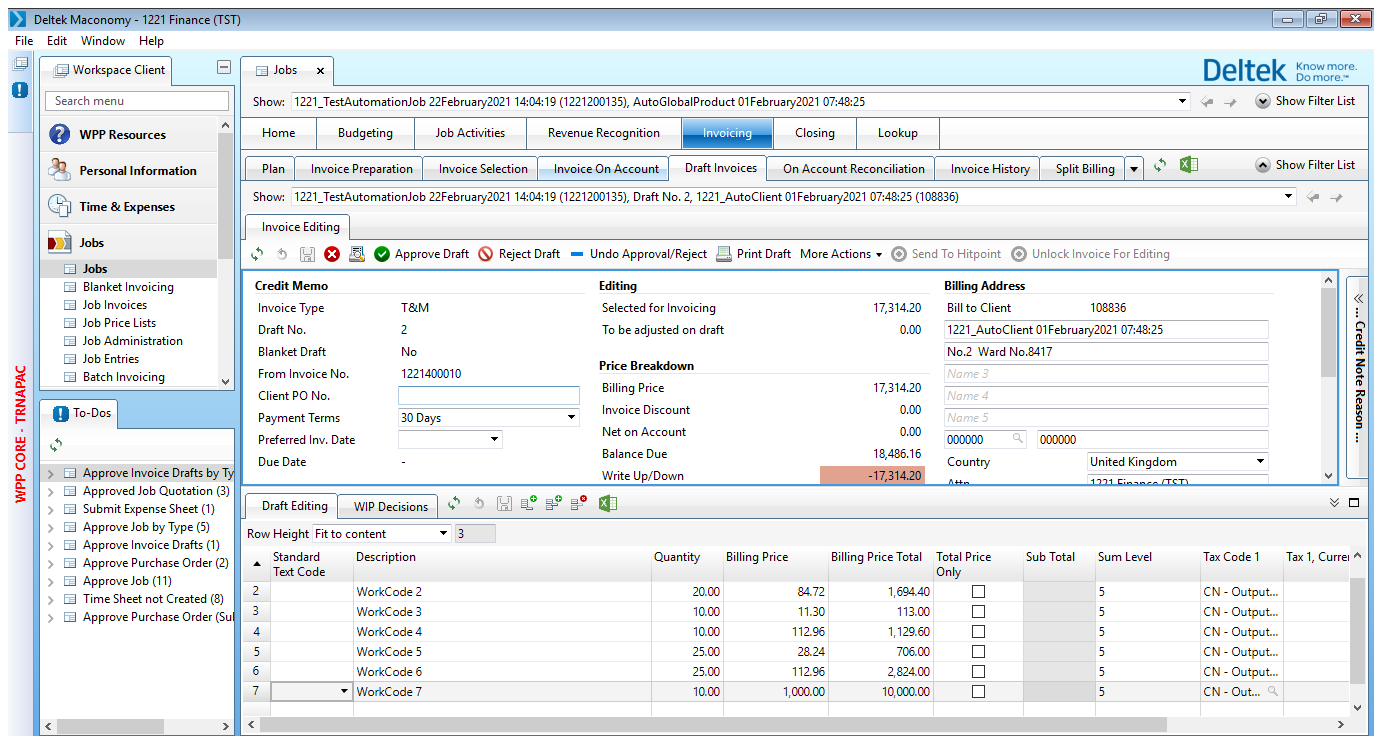 Deltek Maconomy - 1221 Finance (TST)
File Edit Window Help
Workspace Client
Search menu
WPP Resources
Personal Information
Time & Expenses
Jobs
Jobs
Blanket Invoicing
Job Invoices
Job Price Lists
Job Administration
Job Entries
Batch Invoicing
WPP CORE - TRNAPAC
To-Dos
Approve Invoice Drafts by Ty
Approved Job Quotation (3)
Submit Expense Sheet (1)
Approve Job by Type (5)
Approve Invoice Drafts (1)
Approve Purchase Order (2)
Approve Job (11)
Time Sheet not Created (8)
Approve Purchase Order (Sul
Jobs x
Deltek Know more. Do more.™
Show: 1221_TestAutomationJob 22February2021 14:04:19 (1221200135), AutoGlobalProduct 01February2021 07:48:25 Show Filter List
Home Budgeting Job Activities Revenue Recognition Invoicing Closing Lookup
Plan Invoice Preparation Invoice Selection Invoice On Account Draft Invoices On Account Reconciliation Invoice History Split Billing Show Filter List
Show: 1221_TestAutomationJob 22February2021 14:04:19 (1221200135), Draft No. 2, 1221_AutoClient 01February2021 07:48:25 (108836)
Invoice Editing
Approve Draft Reject Draft Undo Approval/Reject Print Draft More Actions Send To Hitpoint Unlock Invoice For Editing
Credit Memo
Invoice Type T&M
Draft No. 2
Blanket Draft No
From Invoice No. 1221400010
Client PO No.
Payment Terms 30 Days
Preferred Inv. Date
Due Date -
Editing
Selected for Invoicing 17,314.20
To be adjusted on draft 0.00
Price Breakdown
Billing Price 17,314.20
Invoice Discount 0.00
Net on Account 0.00
Balance Due 18,486.16
Write Up/Down -17,314.20
Billing Address
Bill to Client 108836
1221_AutoClient 01February2021 07:48:25
No.2 Ward No.8417
Name 3
Name 4
Name 5
000000 000000
Country United Kingdom
Attn 1221 Finance (TST)
... Credit Note Reason ...
Draft Editing WIP Decisions
Row Height Fit to content 3
Standard Text Code Description Quantity Billing Price Billing Price Total Total Price Only Sub Total Sum Level Tax Code 1 Tax 1, Curre
2 WorkCode 2 20.00 84.72 1,694.40 5 CN - Output...
3 WorkCode 3 10.00 11.30 113.00 5 CN - Output...
4 WorkCode 4 10.00 112.96 1,129.60 5 CN - Output...
5 WorkCode 5 25.00 28.24 706.00 5 CN - Output...
6 WorkCode 6 25.00 112.96 2,824.00 5 CN - Output...
7 WorkCode 7 10.00 1,000.00 10,000.00 5 CN - Out...